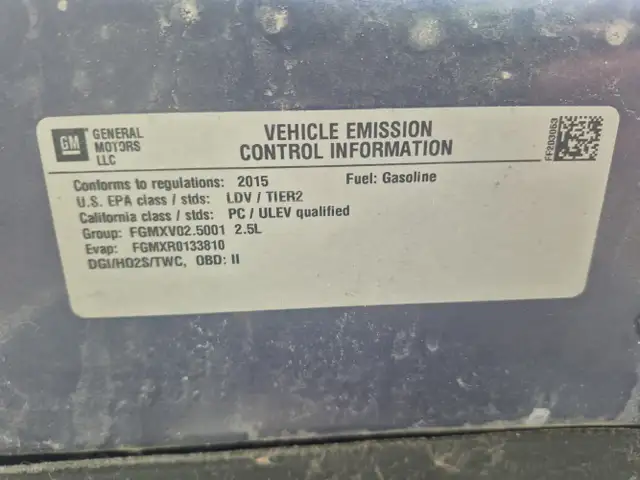 GM
GENERAL
MOTORS
LLC
VEHICLE EMISSION
CONTROL INFORMATION
FF203083
Conforms to regulations: 2015 Fuel: Gasoline
U.S. EPA class / stds: LDV / TIER2
California class / stds: PC / ULEV qualified
Group: FGMXV02.5001 2.5L
Evap: FGMXR0133810
DGI/HO2S/TWC, OBD: II